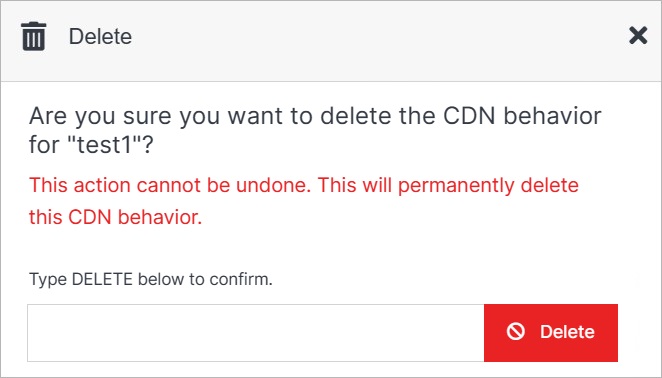 Delete
Are you sure you want to delete the CDN behavior
for "test1"?
This action cannot be undone. This will permanently delete
this CDN behavior.
Type DELETE below to confirm.
Delete